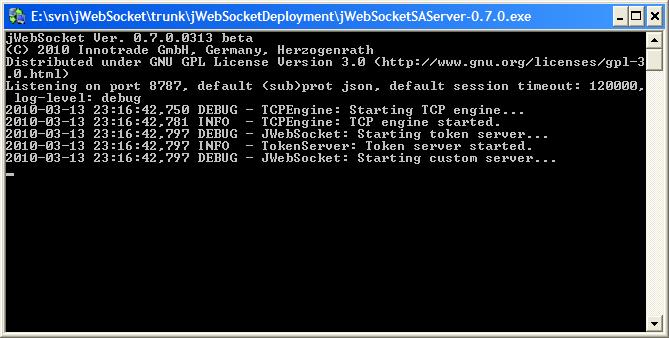 E:\svn\jWebSocket\trunk\jWebSocketDeployment\jWebSocketSAServer-0.7.0.exe
jWebSocket Ver. 0.7.0.0313 beta
(C) 2010 Innotrade GmbH, Germany, Herzogenrath
Distributed under GNU GPL License Version 3.0 (http://www.gnu.org/licenses/gpl-3
.0.html)
Listening on port 8787, default (sub)prot json, default session timeout: 120000,
 log-level: debug
2010-03-13 23:16:42,750 DEBUG - TCPEngine: Starting TCP engine...
2010-03-13 23:16:42,781 INFO  - TCPEngine: TCP engine started.
2010-03-13 23:16:42,797 DEBUG - JWebSocket: Starting token server...
2010-03-13 23:16:42,797 INFO  - TokenServer: Token server started.
2010-03-13 23:16:42,797 DEBUG - JWebSocket: Starting custom server...